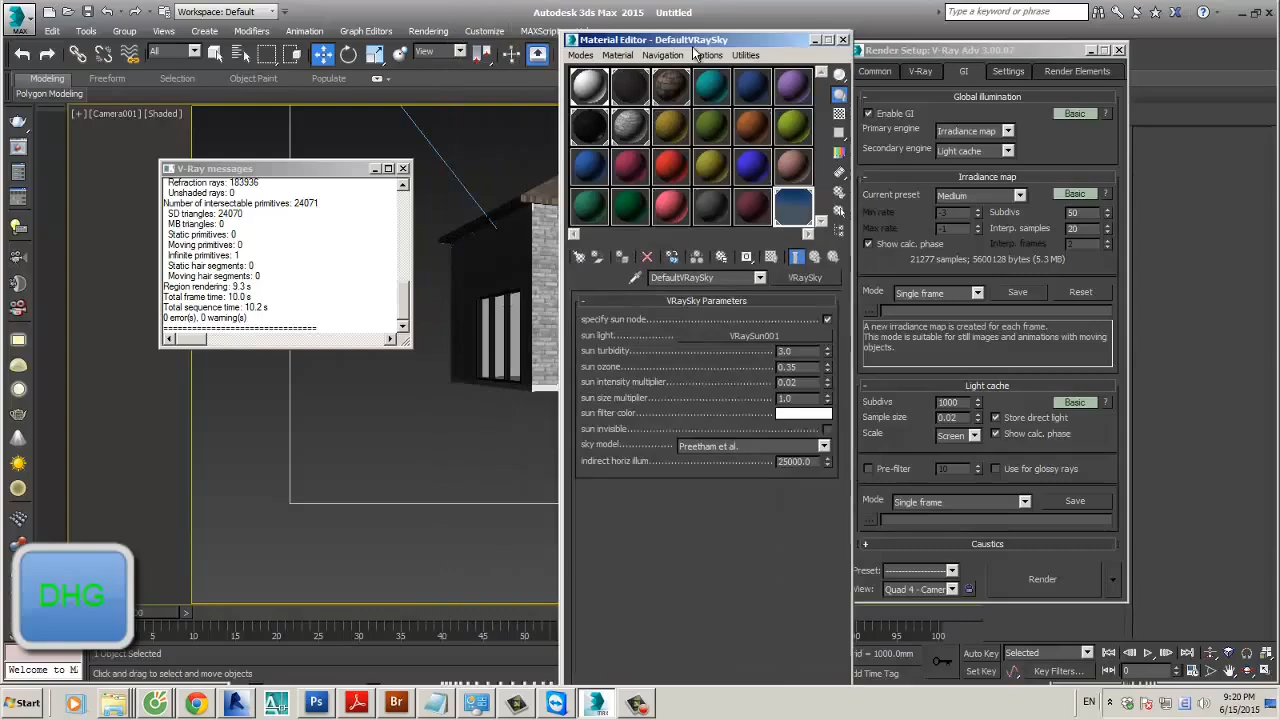 Workspace: Default
Autodesk 3ds Max 2015 Untitled
Type a keyword or phrase
MAX
Edit Tools Group Views Create Modifiers Animation Graph Editors Rendering Customize MAXScript
All
View
Modeling Freeform Selection Object Paint Populate
Polygon Modeling
[+] [Camera001] [Shaded]
V-Ray messages
Refraction rays: 183936
Unshaded rays: 0
Number of intersectable primitives: 24071
SD triangles: 24070
MB triangles: 0
Static primitives: 0
Moving primitives: 0
Infinite primitives: 1
Static hair segments: 0
Moving hair segments: 0
Region rendering: 9.3 s
Total frame time: 10.0 s
Total sequence time: 10.2 s
0 error(s), 0 warning(s)
============================
Material Editor - DefaultVRaySky
Modes Material Navigation Options Utilities
DefaultVRaySky
VRaySky
- VRaySky Parameters
specify sun node
sun light VRaySun001
sun turbidity 3.0
sun ozone 0.35
sun intensity multiplier 0.02
sun size multiplier 1.0
sun filter color
sun invisible
sky model Preetham et al.
indirect horiz illum 25000.0
Render Setup: V-Ray Adv 3.00.07
Common V-Ray GI Settings Render Elements
- Global illumination
Enable GI Basic ?
Primary engine Irradiance map
Secondary engine Light cache
- Irradiance map
Current preset Medium Basic ?
Min rate -3 Subdivs 50
Max rate -1 Interp. samples 20
Show calc. phase Interp. frames 2
21277 samples; 5600128 bytes (5.3 MB)
Mode Single frame Save Reset
...
A new irradiance map is created for each frame.
This mode is suitable for still images and animations with moving
objects.
- Light cache
Subdivs 1000 Basic ?
Sample size 0.02 Store direct light
Scale Screen Show calc. phase
Pre-filter 10 Use for glossy rays
Mode Single frame Save
...
+ Caustics
Preset: --------------------
View: Quad 4 - Camer
Render
DHG
5 10 15 20 25 30 35 40 45 50
95 100
Welcome to M
1 Object Selected
Click and drag to select and move objects
rid = 1000.0mm
dd Time Tag
Auto Key Selected
Set Key Key Filters...
0
Start
Ps
Br
MAX
EN
9:20 PM
6/15/2015